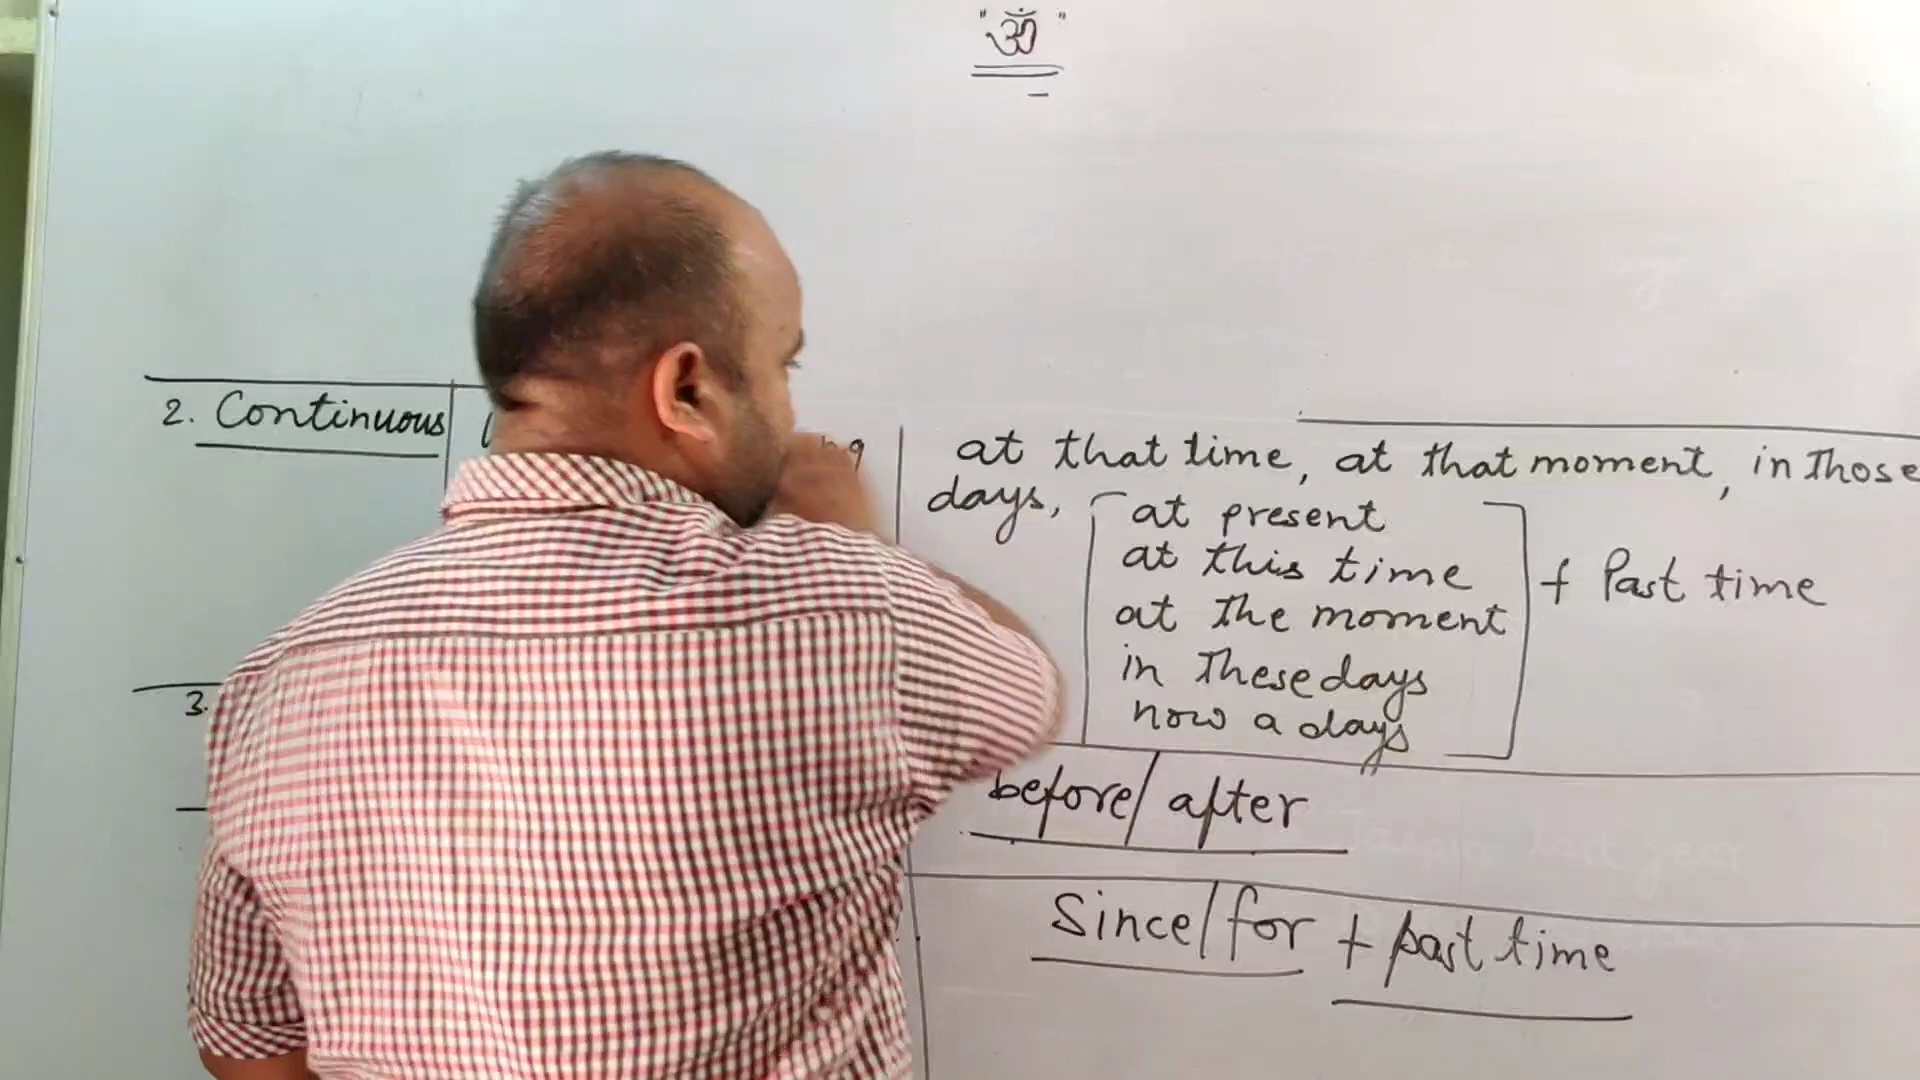 "ॐ"
2. Continuous
at that time, at that moment, in those
days,
at present
at this time
at the moment
in these days
now a days
+ Past time
3.
before/after
Since/for + past time